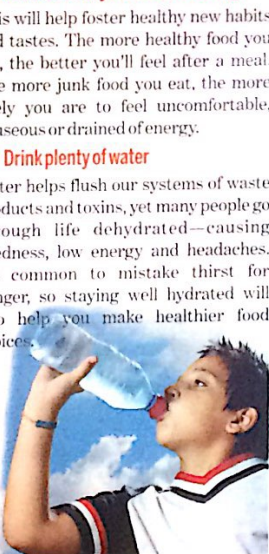 is will help foster healthy new habits
tastes. The more healthy food you
, the better you'll feel after a meal.
e more junk food you eat, the more
ely you are to feel uncomfortable,
useous or drained of energy.
Drink plenty of water
ter helps flush our systems of waste
oducts and toxins, yet many people go
rough life dehydrated—causing
edness, low energy and headaches.
common to mistake thirst for
nger, so staying well hydrated will
o help you make healthier food
oices.